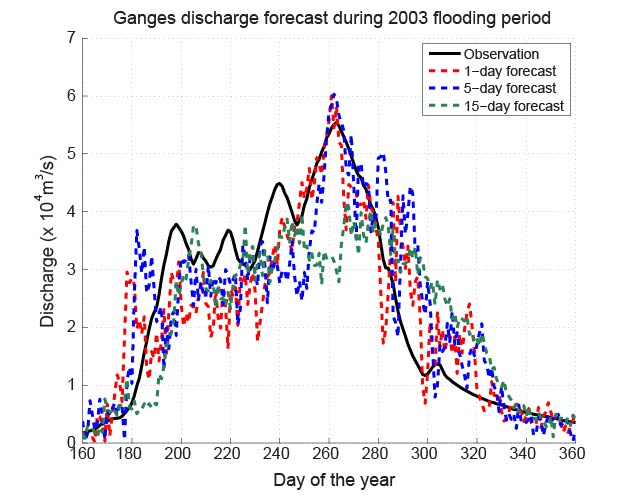 Ganges discharge forecast during 2003 flooding period
7
6
5
4
3
2
1
0
Discharge (x 10⁴m³/s)
Observation
1−day forecast
5−day forecast
15−day forecast
160 180 200 220 240 260 280 300 320 340 360
Day of the year